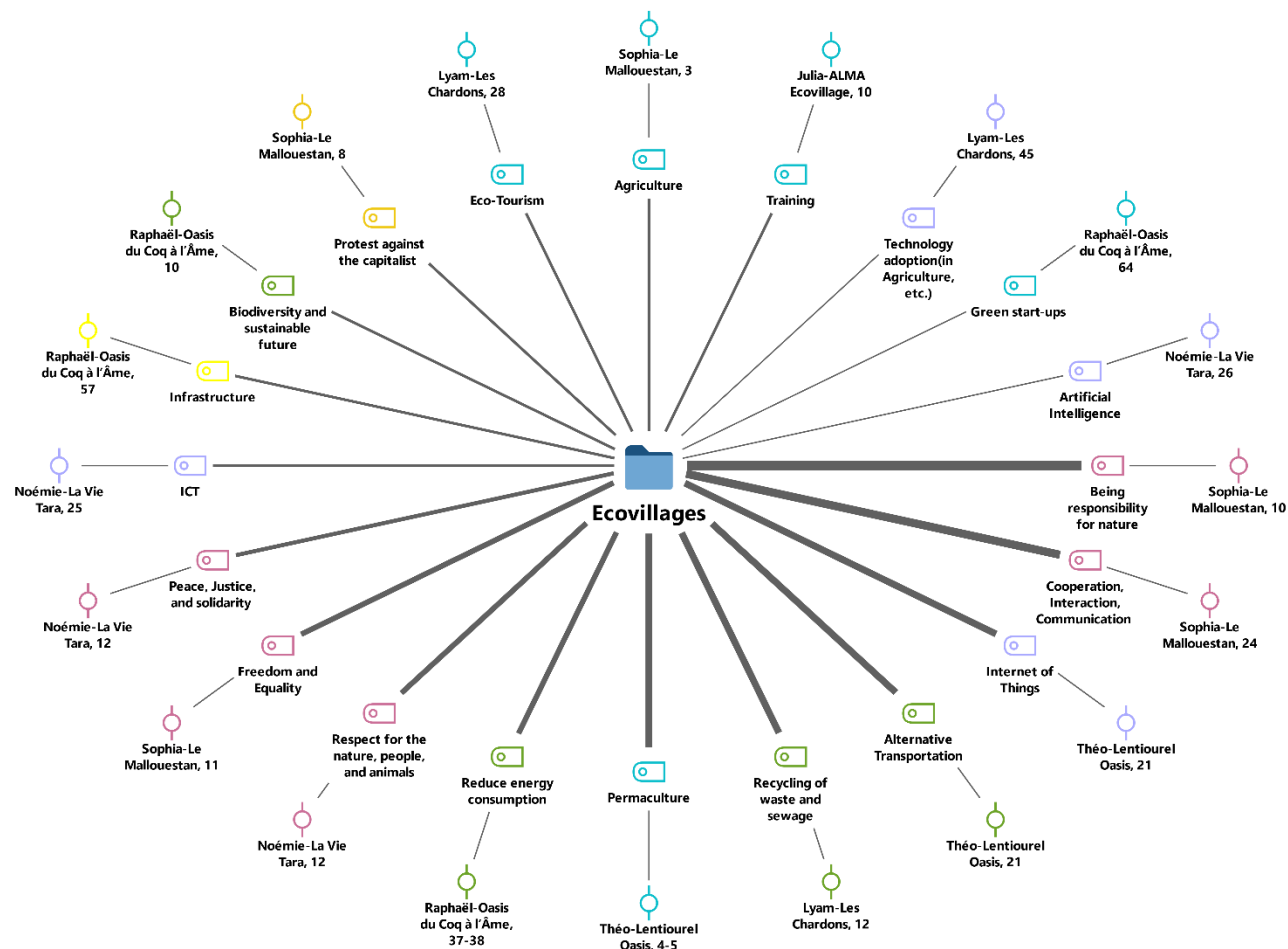 Sophia-Le
Mallouestan, 3
Agriculture
Julia-ALMA
Ecovillage, 10
Training
Lyam-Les
Chardons, 45
Technology
adoption(in
Agriculture,
etc.)
Raphaël-Oasis
du Coq à l'Âme,
64
Green start-ups
Noémie-La Vie
Tara, 26
Artificial
Intelligence
Sophia-Le
Mallouestan, 10
Being
responsibility
for nature
Sophia-Le
Mallouestan, 24
Cooperation,
Interaction,
Communication
Théo-Lentiourel
Oasis, 21
Internet of
Things
Théo-Lentiourel
Oasis, 21
Alternative
Transportation
Lyam-Les
Chardons, 12
Recycling of
waste and
sewage
Théo-Lentiourel
Oasis, 4-5
Permaculture
Raphaël-Oasis
du Coq à l'Âme,
37-38
Reduce energy
consumption
Noémie-La Vie
Tara, 12
Respect for the
nature, people,
and animals
Sophia-Le
Mallouestan, 11
Freedom and
Equality
Noémie-La Vie
Tara, 12
Peace, Justice,
and solidarity
Noémie-La Vie
Tara, 25
ICT
Raphaël-Oasis
du Coq à l'Âme,
57
Infrastructure
Raphaël-Oasis
du Coq à l'Âme,
10
Biodiversity and
sustainable
future
Sophia-Le
Mallouestan, 8
Protest against
the capitalist
Lyam-Les
Chardons, 28
Eco-Tourism
Ecovillages